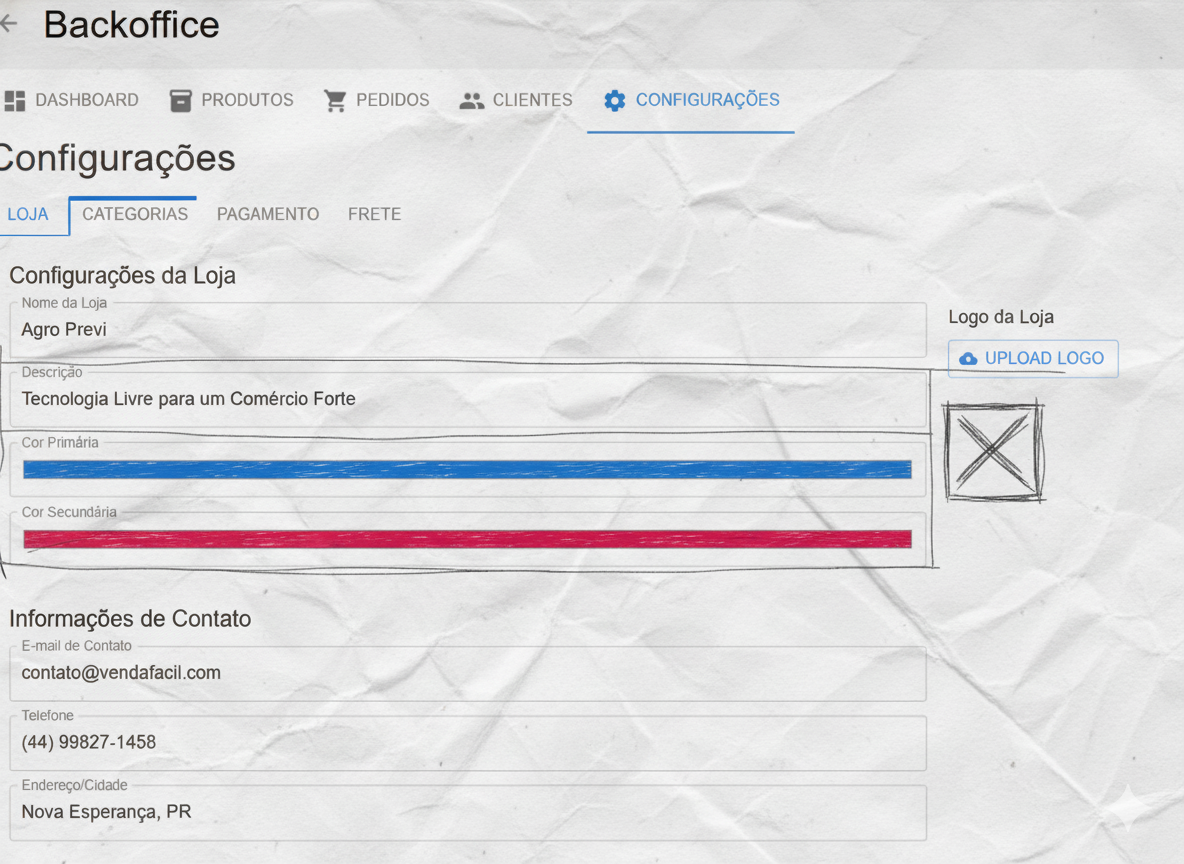 Backoffice
DASHBOARD PRODUTOS PEDIDOS CLIENTES CONFIGURAÇÕES
Configurações
LOJA CATEGORIAS PAGAMENTO FRETE
Configurações da Loja
Nome da Loja
Agro Previ
Logo da Loja
UPLOAD LOGO
Descrição
Tecnologia Livre para um Comércio Forte
Cor Primária
Cor Secundária
Informações de Contato
E-mail de Contato
contato@vendafacil.com
Telefone
(44) 99827-1458
Endereço/Cidade
Nova Esperança, PR